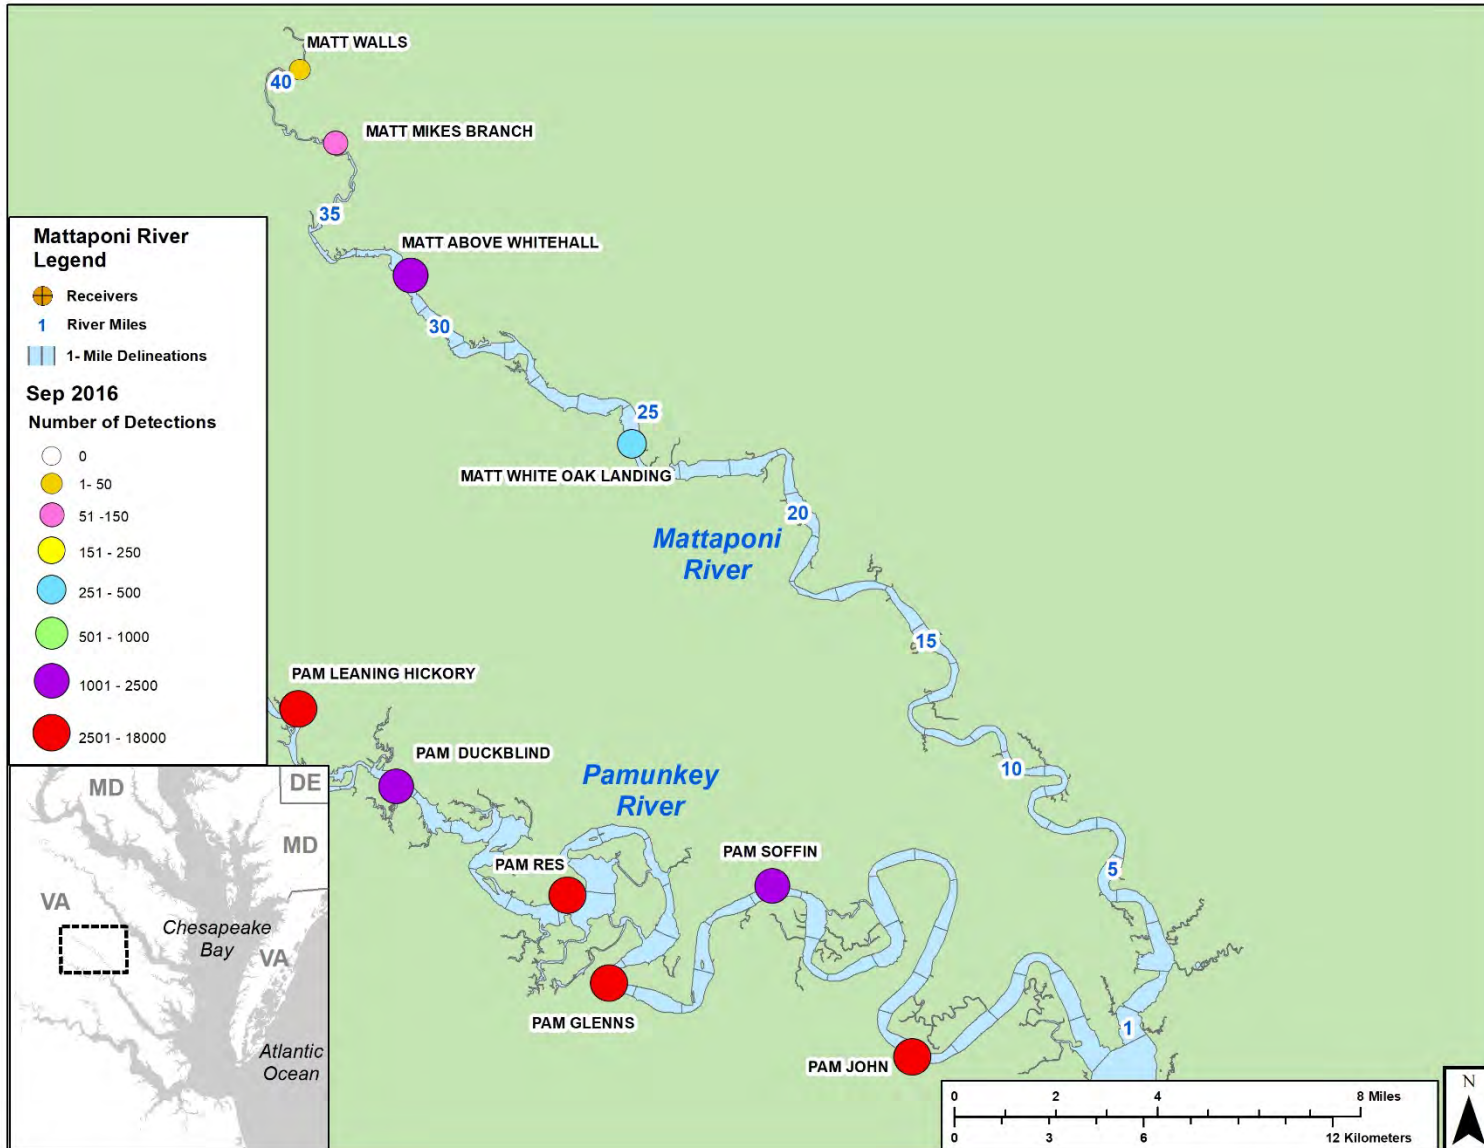 MATT WALLS
40
MATT MIKES BRANCH
35
MATT ABOVE WHITEHALL
30
25
MATT WHITE OAK LANDING
20
Mattaponi
River
15
10
5
1
Mattaponi River
Legend
Receivers
1 River Miles
1- Mile Delineations
Sep 2016
Number of Detections
0
1- 50
51 -150
151 - 250
251 - 500
501 - 1000
1001 - 2500
2501 - 18000
PAM LEANING HICKORY
PAM DUCKBLIND
Pamunkey
River
PAM RES
PAM SOFFIN
PAM GLENNS
PAM JOHN
MD
DE
MD
VA
Chesapeake
Bay
VA
Atlantic
Ocean
0 2 4 8 Miles
0 3 6 12 Kilometers
N